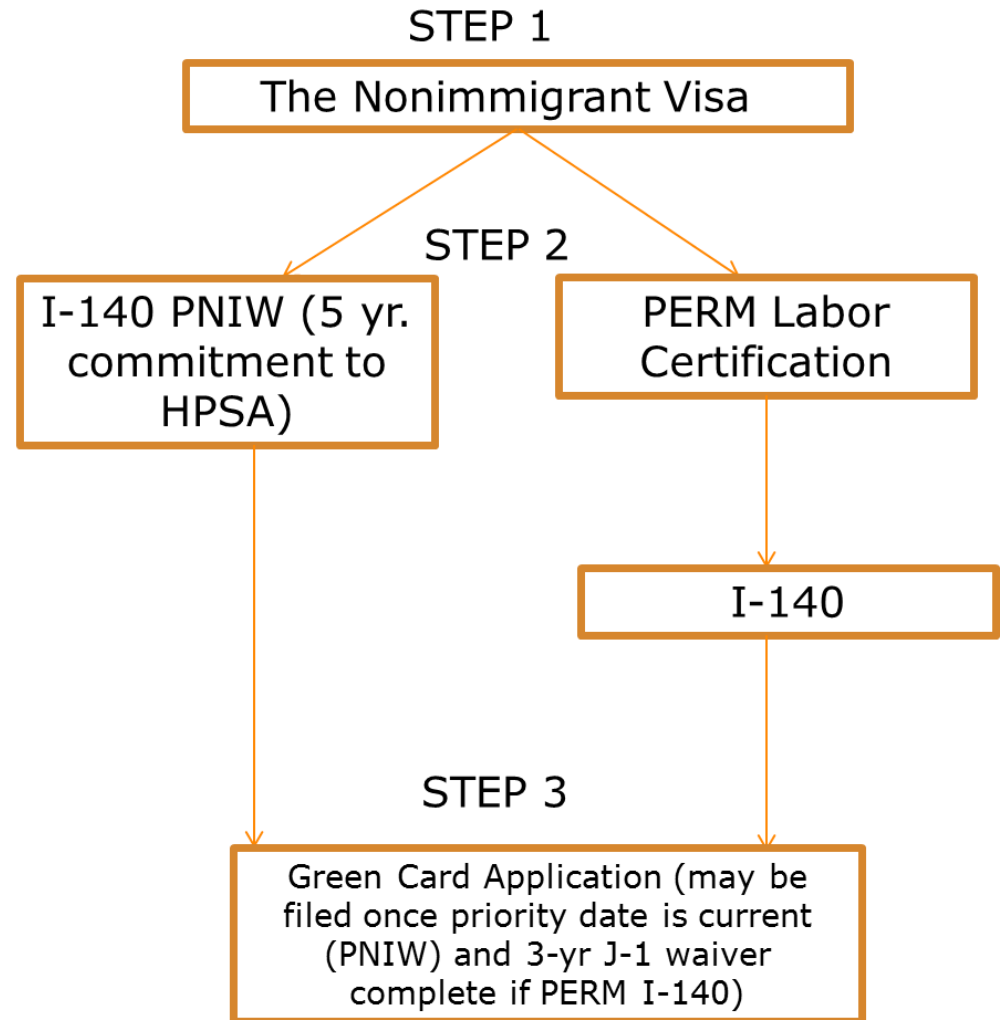 STEP 1
The Nonimmigrant Visa
STEP 2
I-140 PNIW (5 yr.
commitment to
HPSA)
PERM Labor
Certification
I-140
STEP 3
Green Card Application (may be
filed once priority date is current
(PNIW) and 3-yr J-1 waiver
complete if PERM I-140)